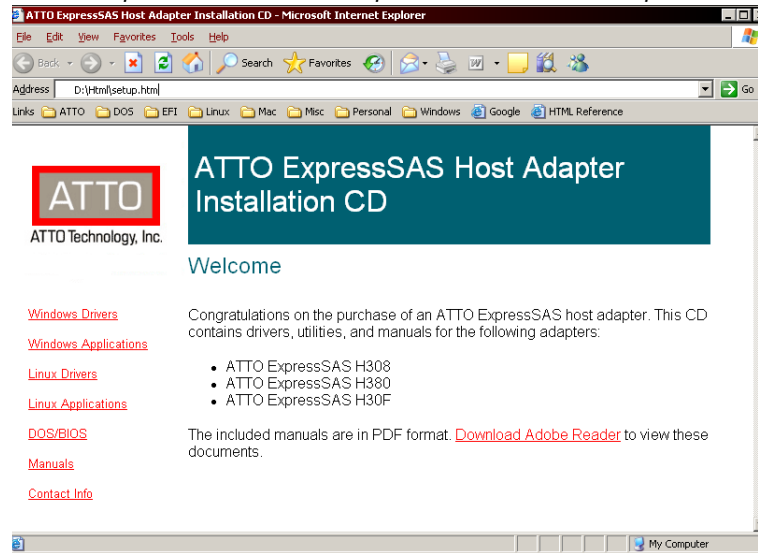 ATTO ExpressSAS Host Adapter Installation CD - Microsoft Internet Explorer
File Edit View Favorites Tools Help
Back Search Favorites
Address D:\Html\setup.htm Go
Links ATTO DOS EFI Linux Mac Misc Personal Windows Google HTML Reference
ATTO
ATTO Technology, Inc.
ATTO ExpressSAS Host Adapter
Installation CD
Welcome
Windows Drivers
Windows Applications
Linux Drivers
Linux Applications
DOS/BIOS
Manuals
Contact Info
Congratulations on the purchase of an ATTO ExpressSAS host adapter. This CD
contains drivers, utilities, and manuals for the following adapters:
• ATTO ExpressSAS H308
• ATTO ExpressSAS H380
• ATTO ExpressSAS H30F
The included manuals are in PDF format. Download Adobe Reader to view these
documents.
My Computer